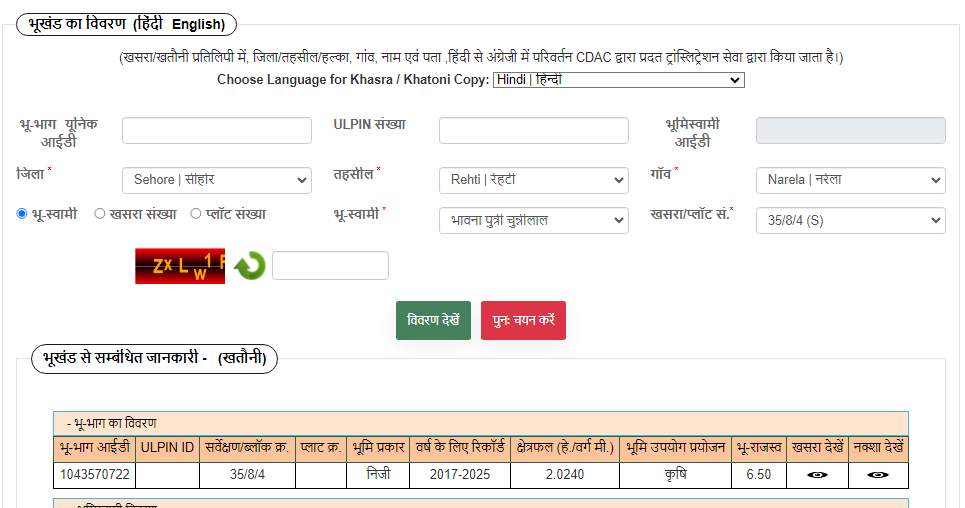 भूखंड का विवरण (हिंदी English)
(खसरा/खतौनी प्रतिलिपी में, जिला/तहसील/हल्का, गांव, नाम एवं पता ,हिंदी से अंग्रेजी में परिवर्तन CDAC द्वारा प्रदत ट्रांस्लिट्रेशन सेवा द्वारा किया जाता है।)
Choose Language for Khasra / Khatoni Copy: Hindi | हिन्दी
भू-भाग यूनिक आईडी ULPIN संख्या भूमिस्वामी आईडी
जिला * Sehore | सीहोर तहसील * Rehti | रेहटी गॉव * Narela | नरेला
भू-स्वामी खसरा संख्या प्लॉट संख्या भू-स्वामी * भावना पुत्री चुन्नीलाल खसरा/प्लॉट सं.* 35/8/4 (S)
Zx L W 1
विवरण देखें पुनः चयन करें
भूखंड से सम्बंधित जानकारी - (खतौनी)
- भू-भाग का विवरण
भू-भाग आईडी ULPIN ID सर्वेक्षण/ब्लॉक क्र. प्लाट क्र. भूमि प्रकार वर्ष के लिए रिकॉर्ड क्षेत्रफल (हे./वर्ग मी.) भूमि उपयोग प्रयोजन भू-राजस्व खसरा देखें नक्शा देखें
1043570722 35/8/4 निजी 2017-2025 2.0240 कृषि 6.50